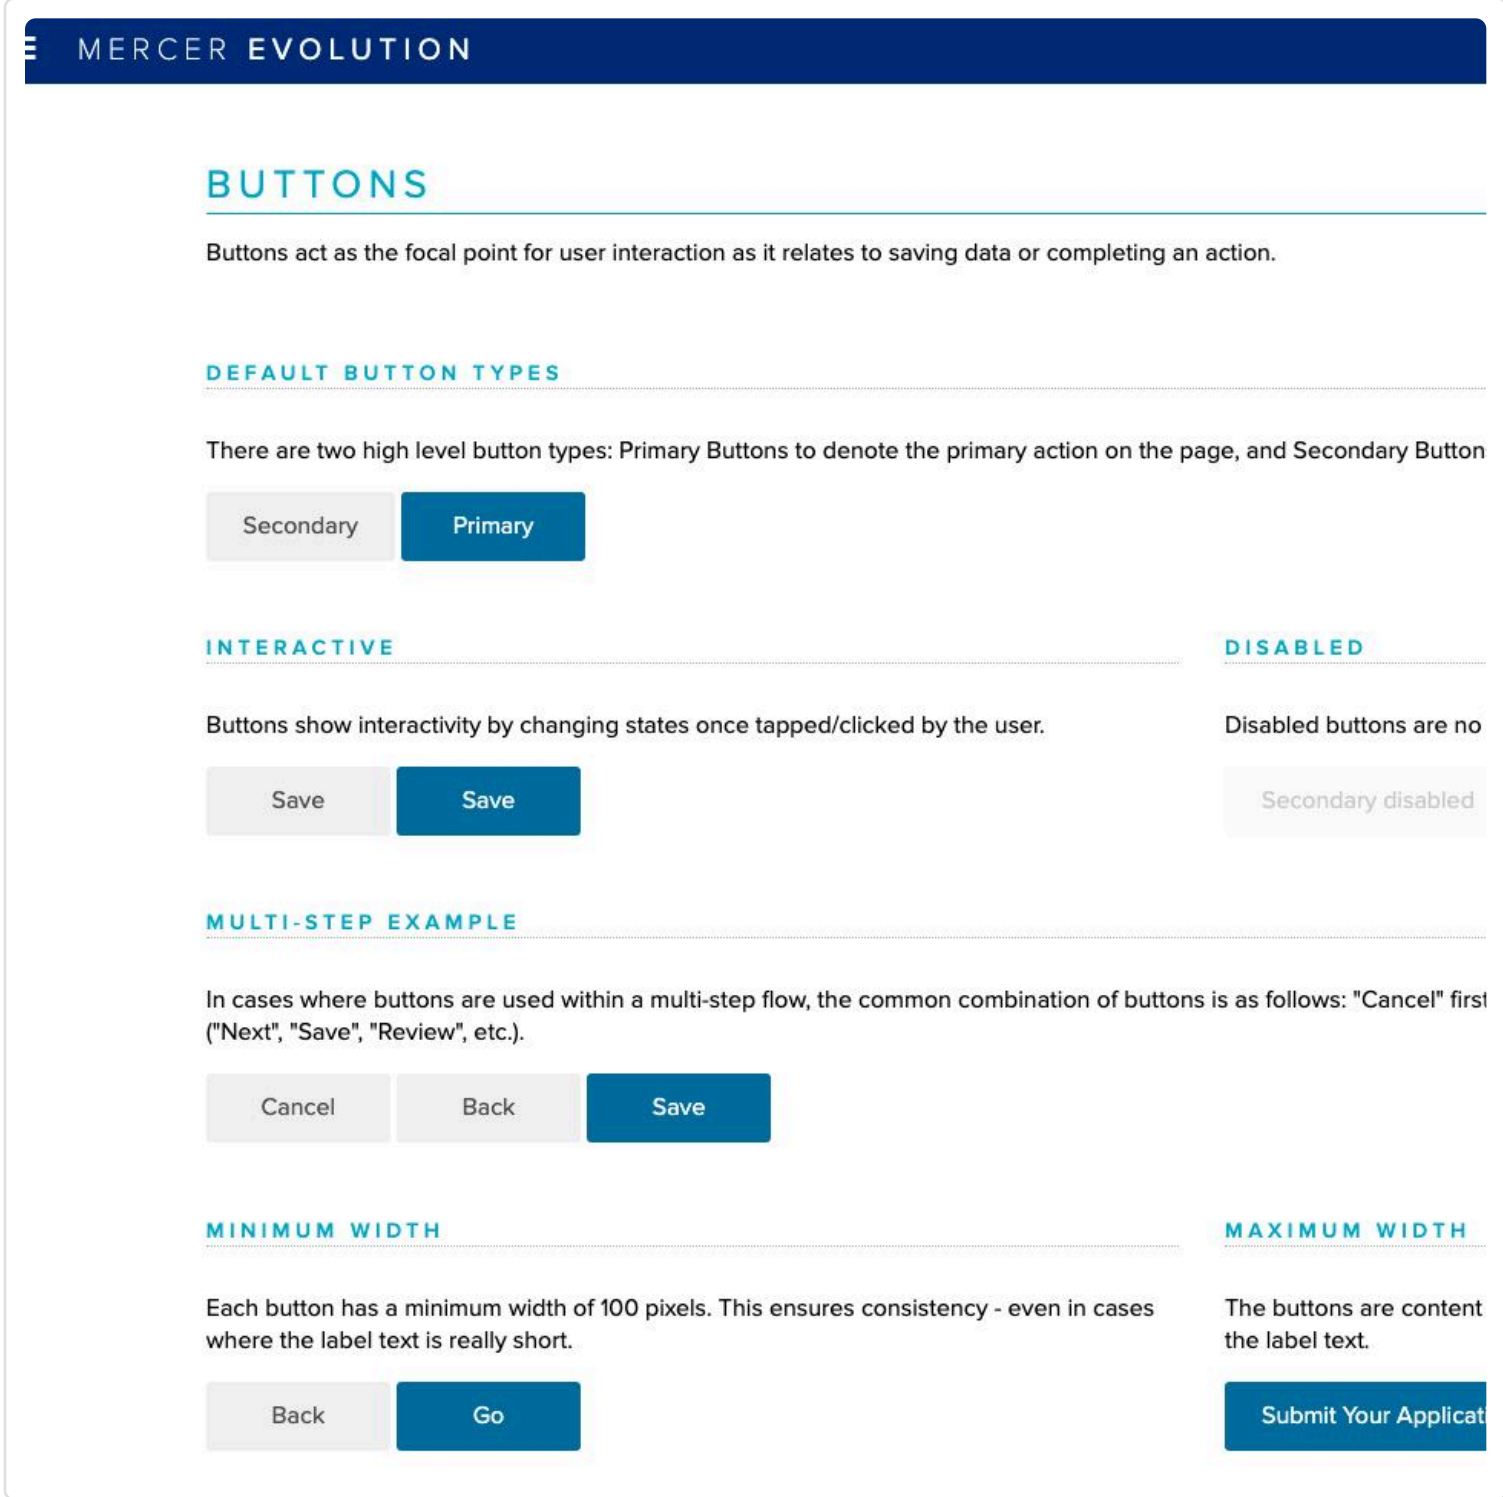 MERCER EVOLUTION
BUTTONS
Buttons act as the focal point for user interaction as it relates to saving data or completing an action.
DEFAULT BUTTON TYPES
There are two high level button types: Primary Buttons to denote the primary action on the page, and Secondary Button
Secondary Primary
INTERACTIVE
Buttons show interactivity by changing states once tapped/clicked by the user.
Save Save
DISABLED
Disabled buttons are no
Secondary disabled
MULTI-STEP EXAMPLE
In cases where buttons are used within a multi-step flow, the common combination of buttons is as follows: "Cancel" first
("Next", "Save", "Review", etc.).
Cancel Back Save
MINIMUM WIDTH
Each button has a minimum width of 100 pixels. This ensures consistency - even in cases
where the label text is really short.
Back Go
MAXIMUM WIDTH
The buttons are content
the label text.
Submit Your Applicati